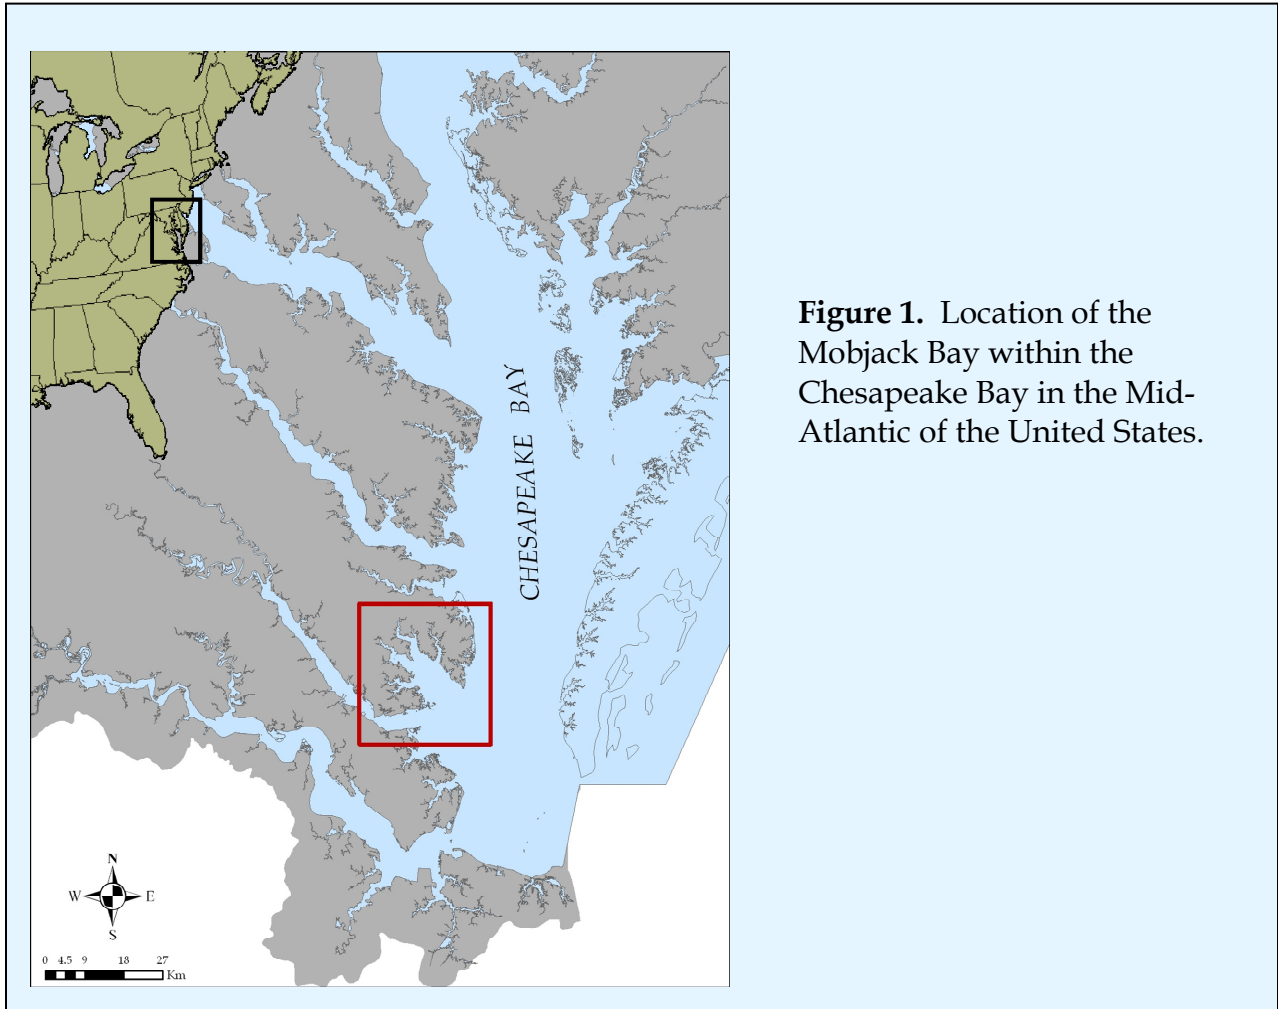 CHESAPEAKE BAY
Figure 1. Location of the
Mobjack Bay within the
Chesapeake Bay in the Mid-
Atlantic of the United States.
N
W E
S
0 4.5 9 18 27
Km